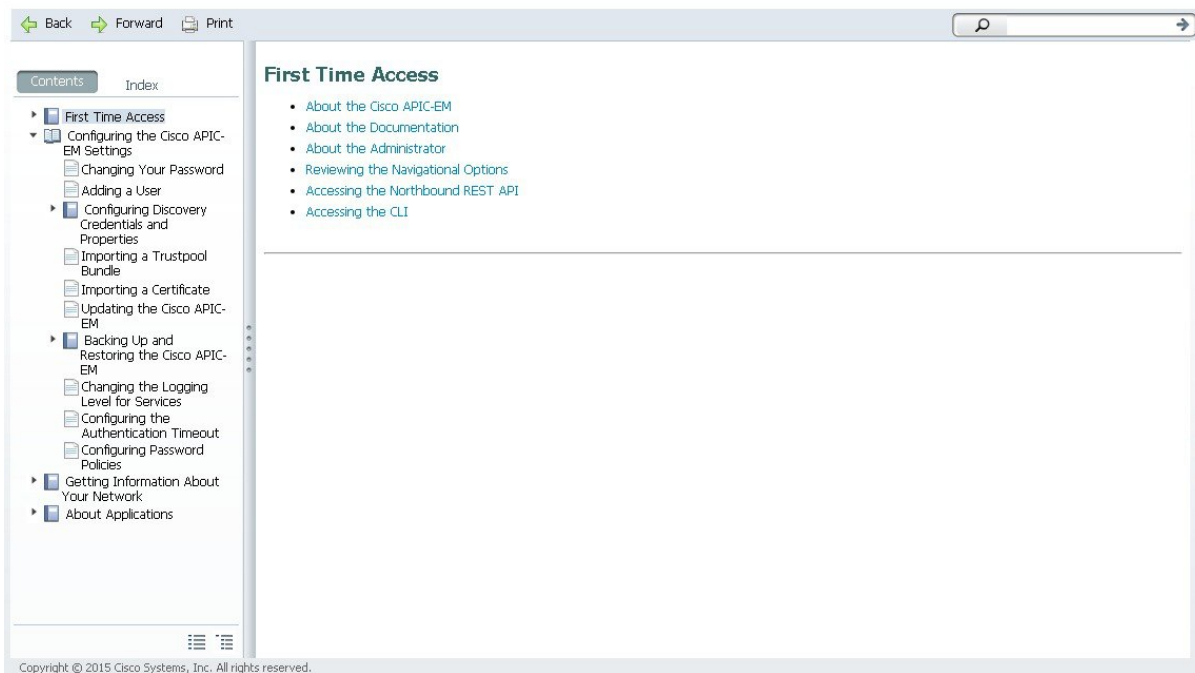 Back Forward Print
Contents Index
First Time Access
Configuring the Cisco APIC-
EM Settings
Changing Your Password
Adding a User
Configuring Discovery
Credentials and
Properties
Importing a Trustpool
Bundle
Importing a Certificate
Updating the Cisco APIC-
EM
Backing Up and
Restoring the Cisco APIC-
EM
Changing the Logging
Level for Services
Configuring the
Authentication Timeout
Configuring Password
Policies
Getting Information About
Your Network
About Applications
First Time Access
About the Cisco APIC-EM
About the Documentation
About the Administrator
Reviewing the Navigational Options
Accessing the Northbound REST API
Accessing the CLI
Copyright © 2015 Cisco Systems, Inc. All rights reserved.